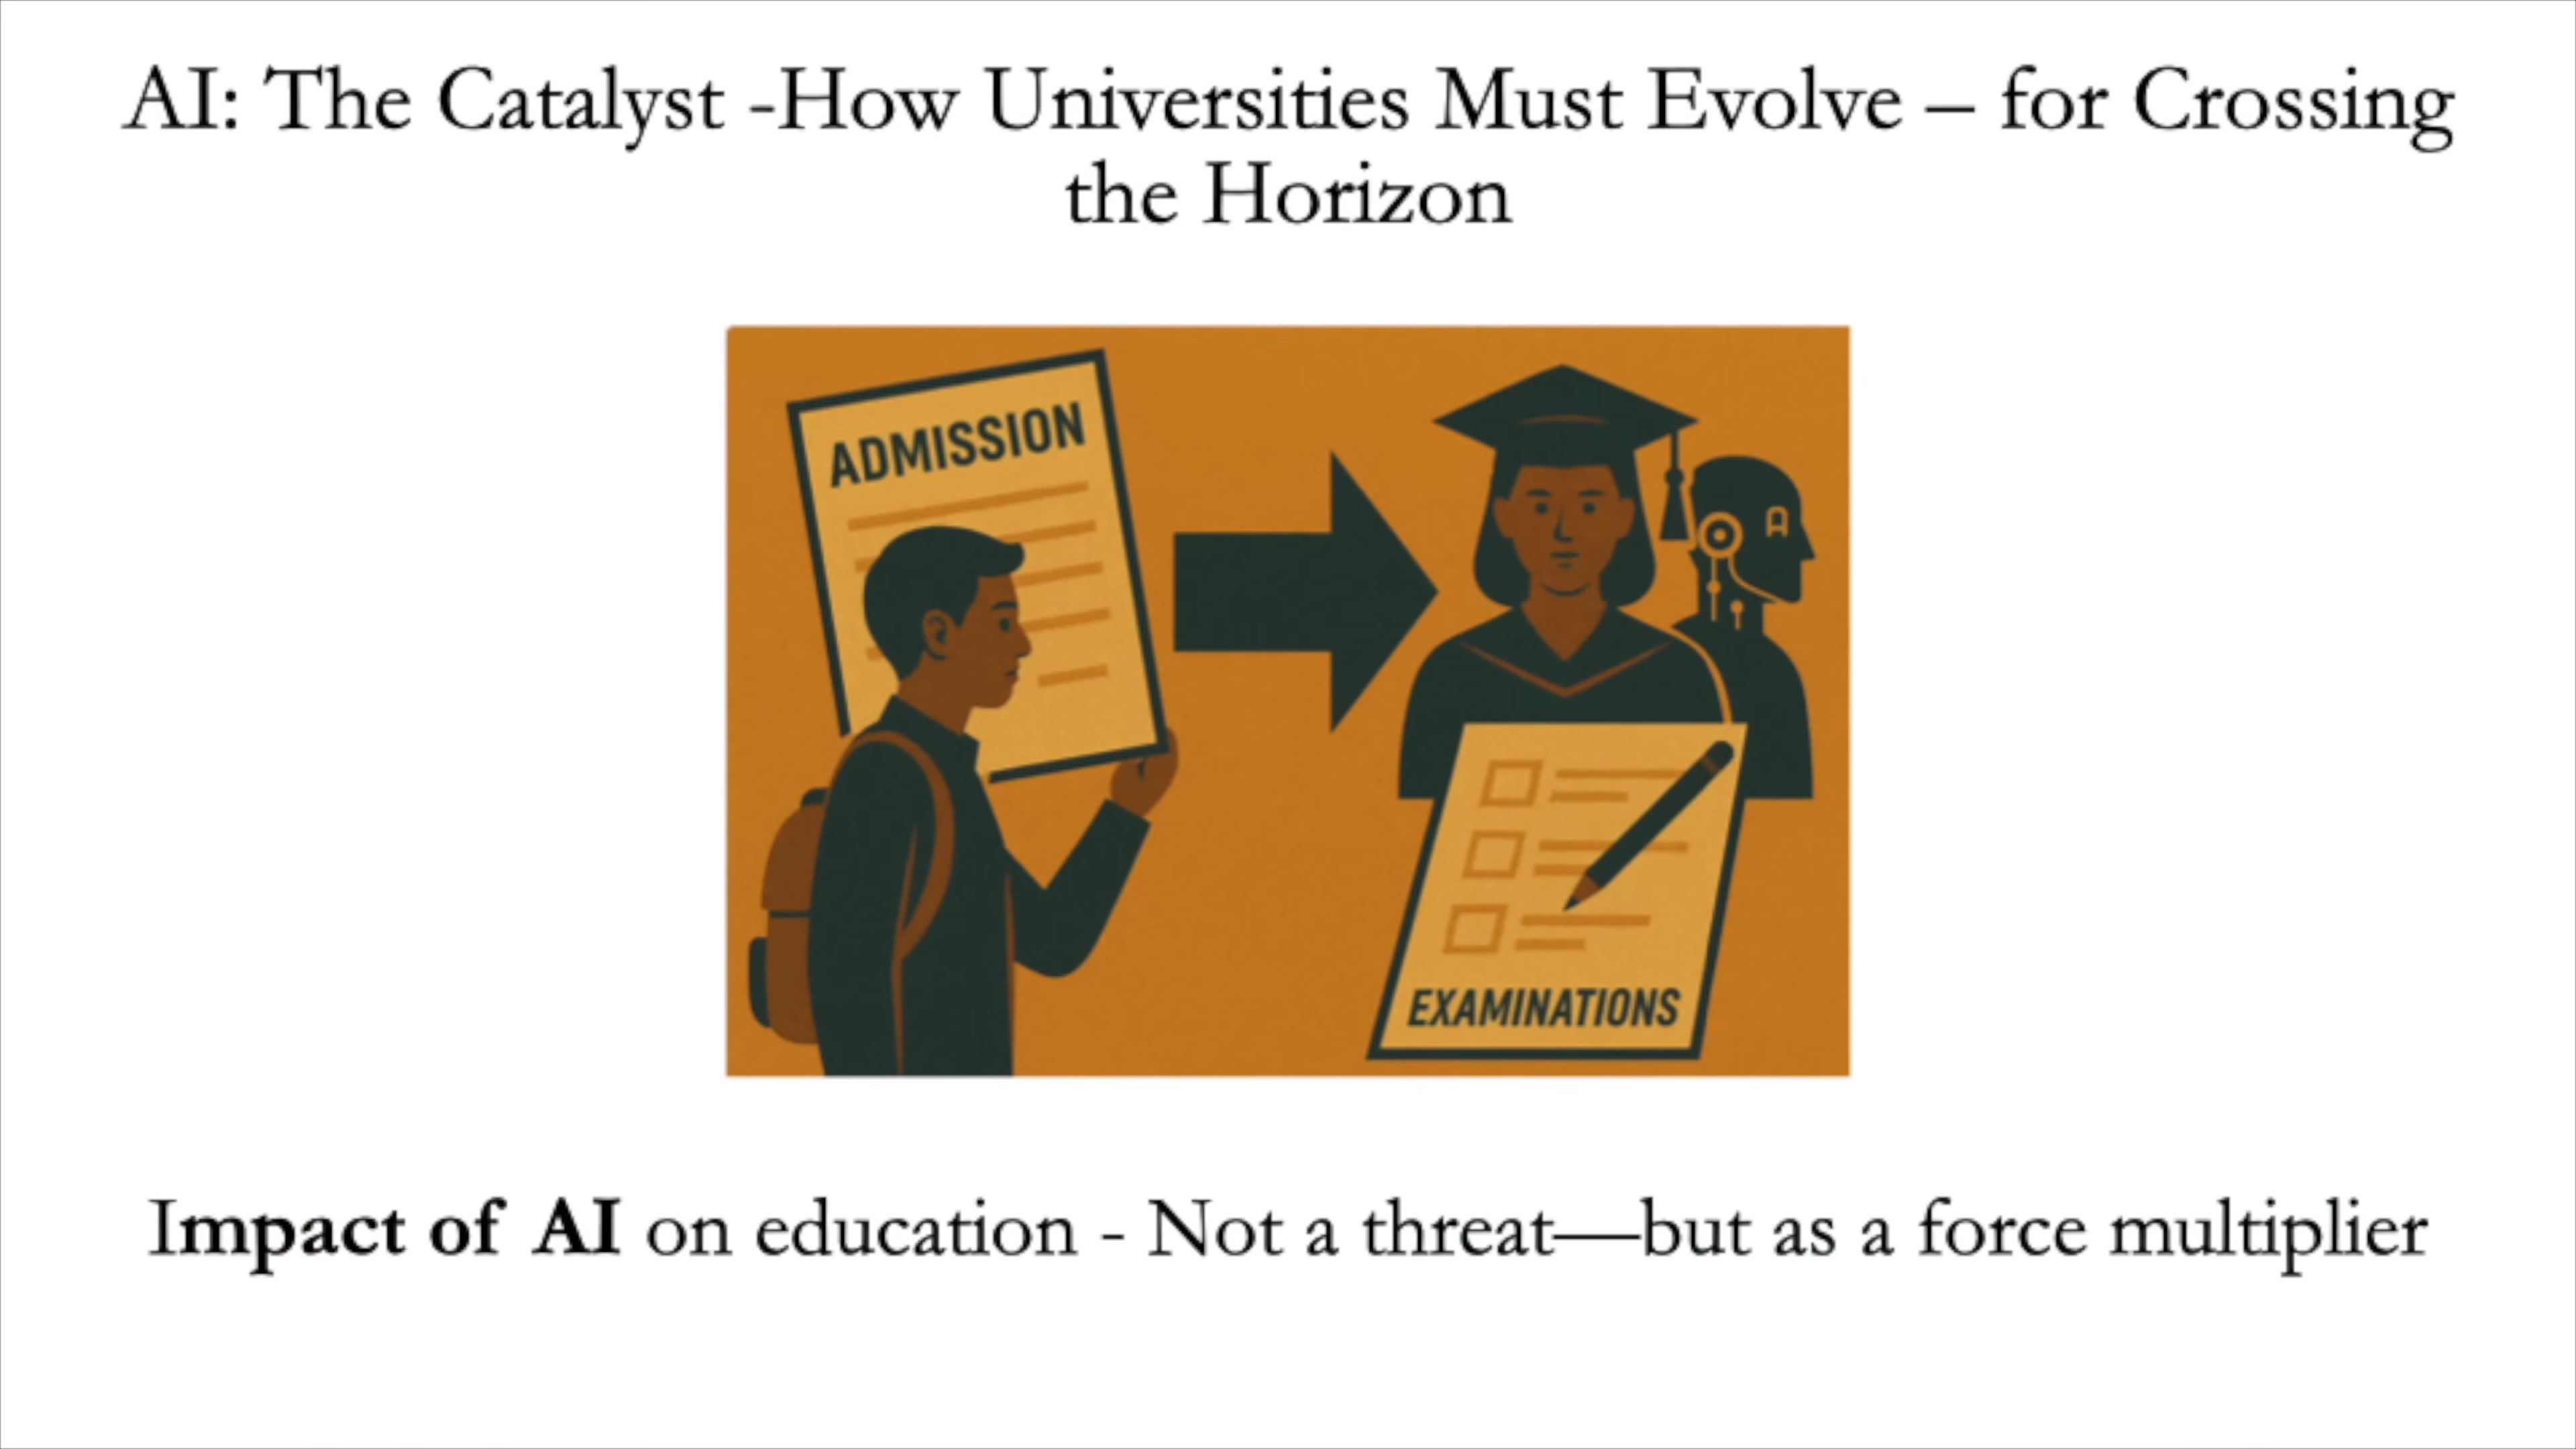 AI: The Catalyst -How Universities Must Evolve – for Crossing
the Horizon
ADMISSION
EXAMINATIONS
Impact of AI on education - Not a threat—but as a force multiplier